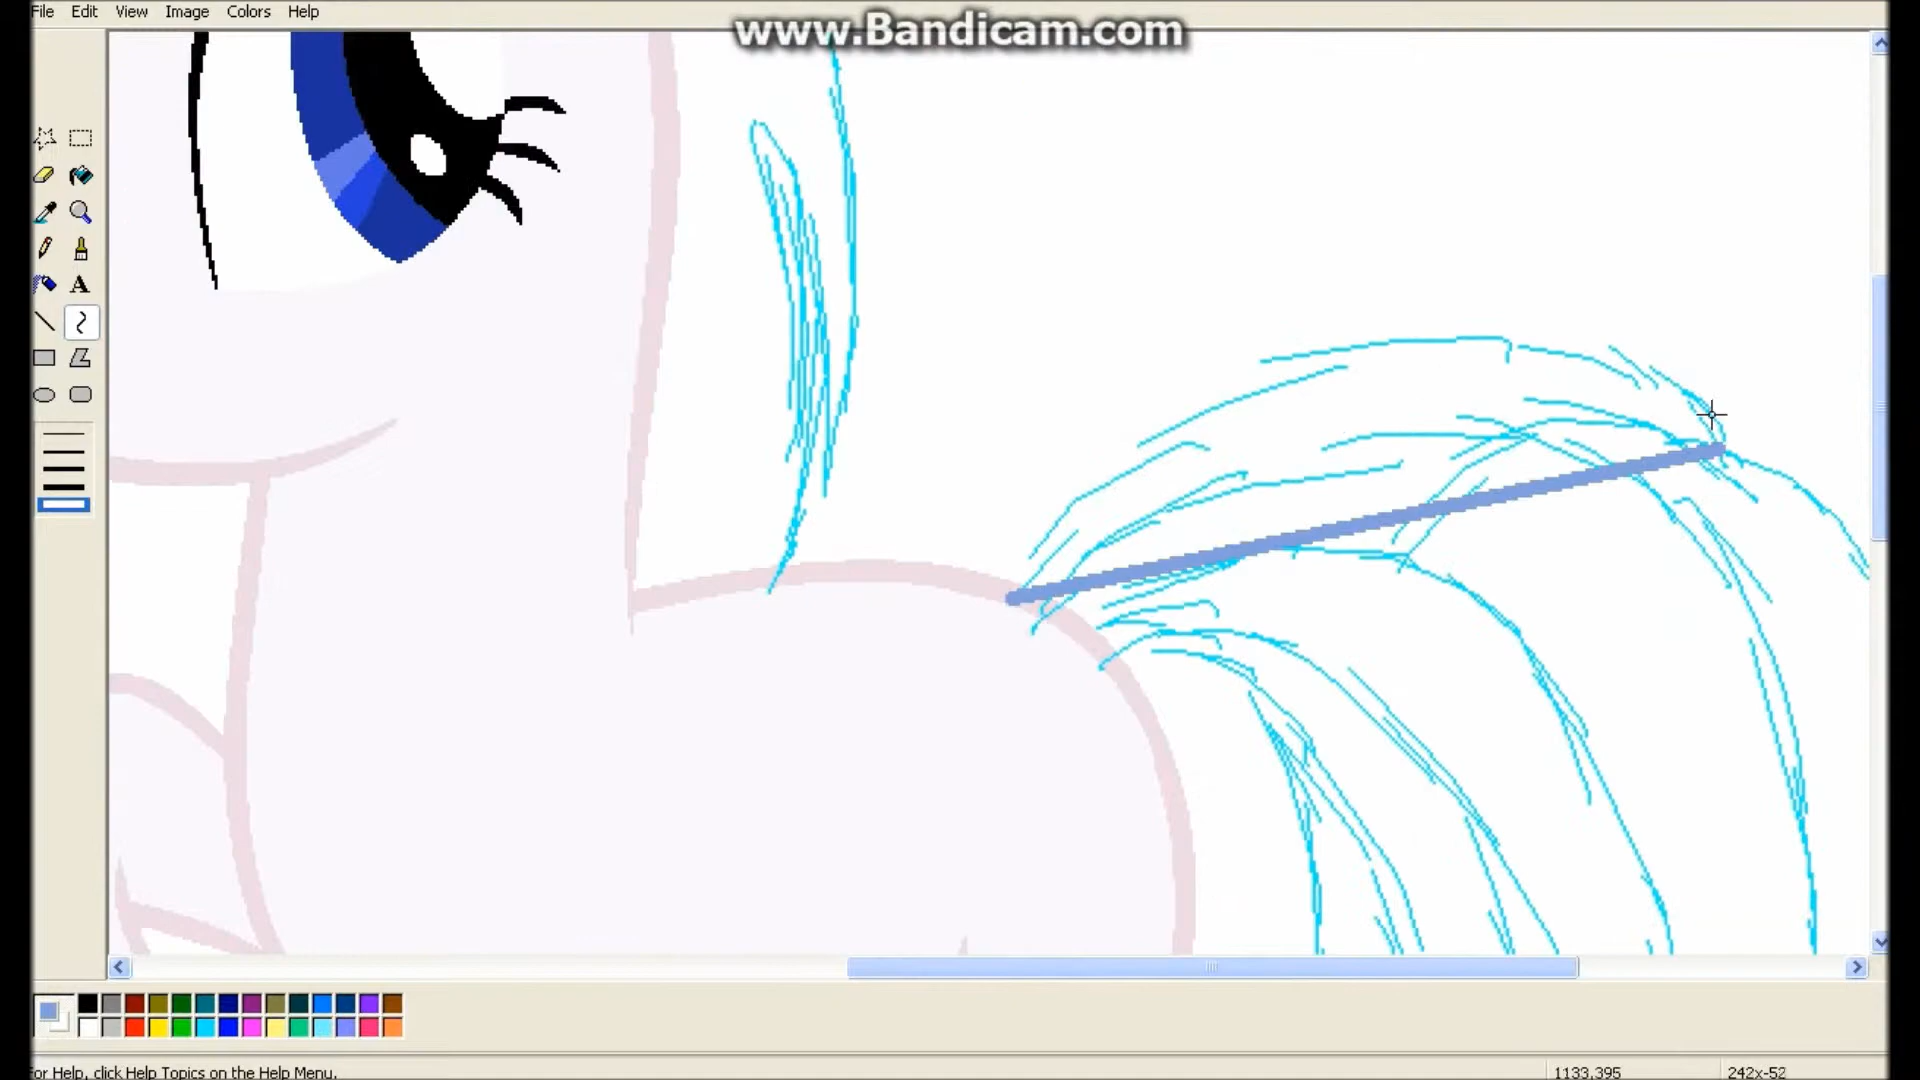 File Edit View Image Colors Help
www.Bandicam.com
A
For Help, click Help Topics on the Help Menu.
1133,395
242x-52